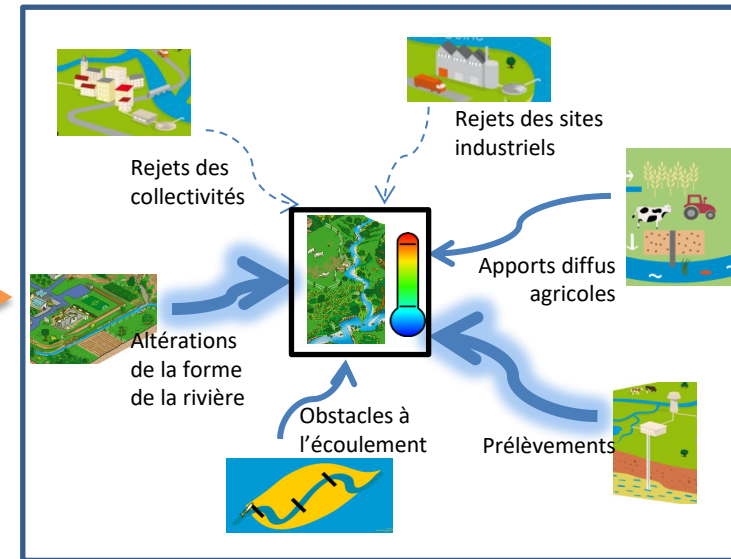 Rejets des
collectivités
Rejets des sites
industriels
Apports diffus
agricoles
Altérations
de la forme
de la rivière
Obstacles à
l’écoulement
Prélèvements